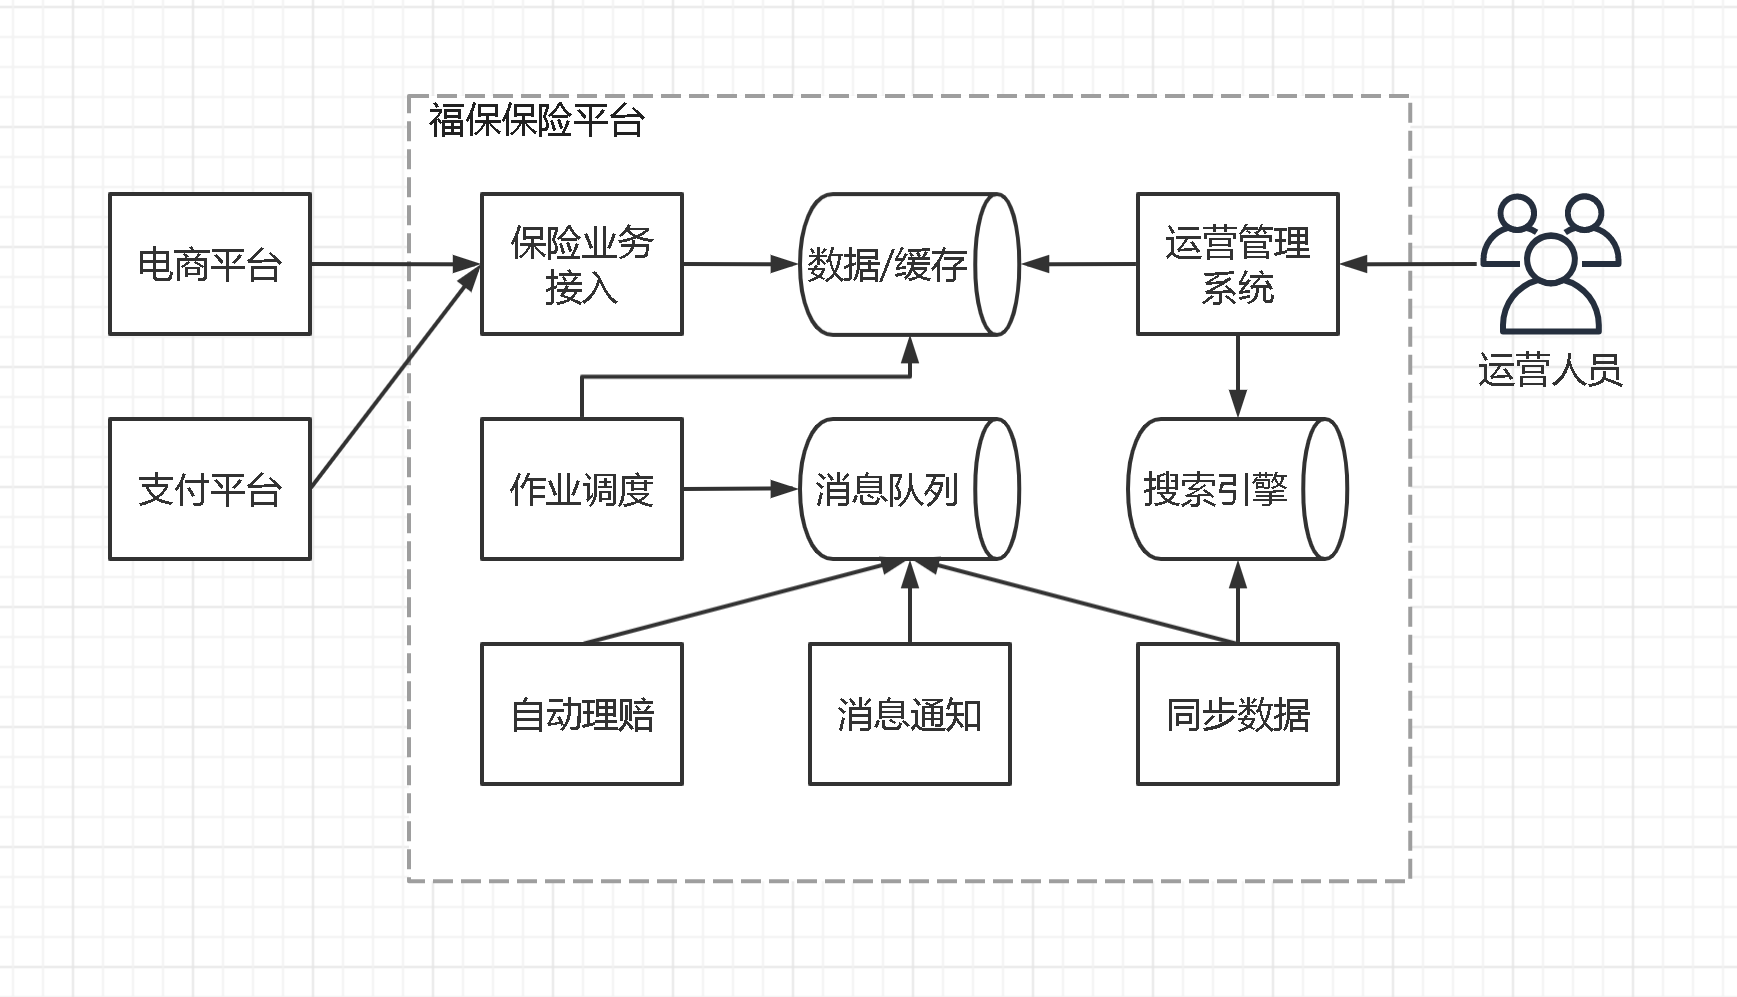 福保保险平台
电商平台
保险业务
接入
数据/缓存
运营管理
系统
运营人员
支付平台
作业调度
消息队列
搜索引擎
自动理赔
消息通知
同步数据